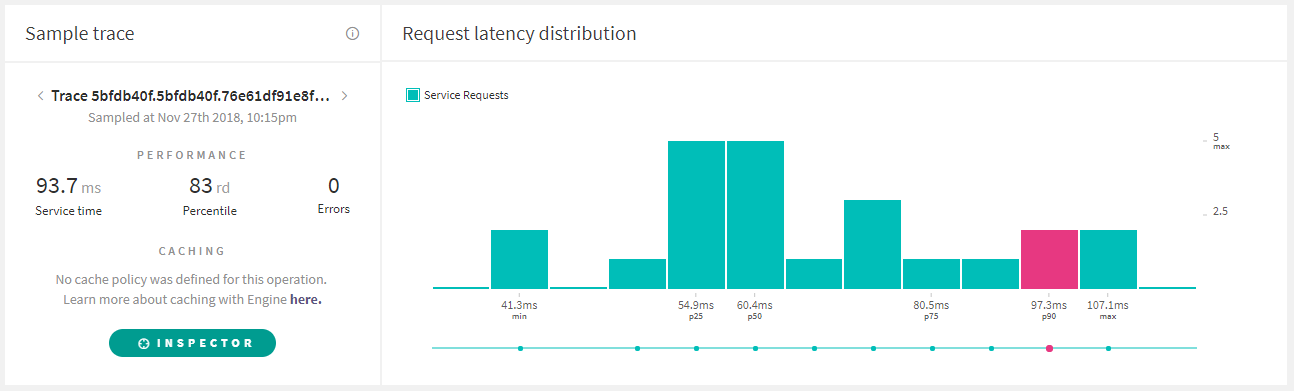 Sample trace
Trace 5bfdb40f.5bfdb40f.76e61df91e8f...
Sampled at Nov 27th 2018, 10:15pm
PERFORMANCE
93.7 ms
Service time
83 rd
Percentile
0
Errors
CACHING
No cache policy was defined for this operation.
Learn more about caching with Engine here.
INSPECTOR
Request latency distribution
Service Requests
5
max
2.5
41.3ms
min
54.9ms
p25
60.4ms
p50
80.5ms
p75
97.3ms
p90
107.1ms
max